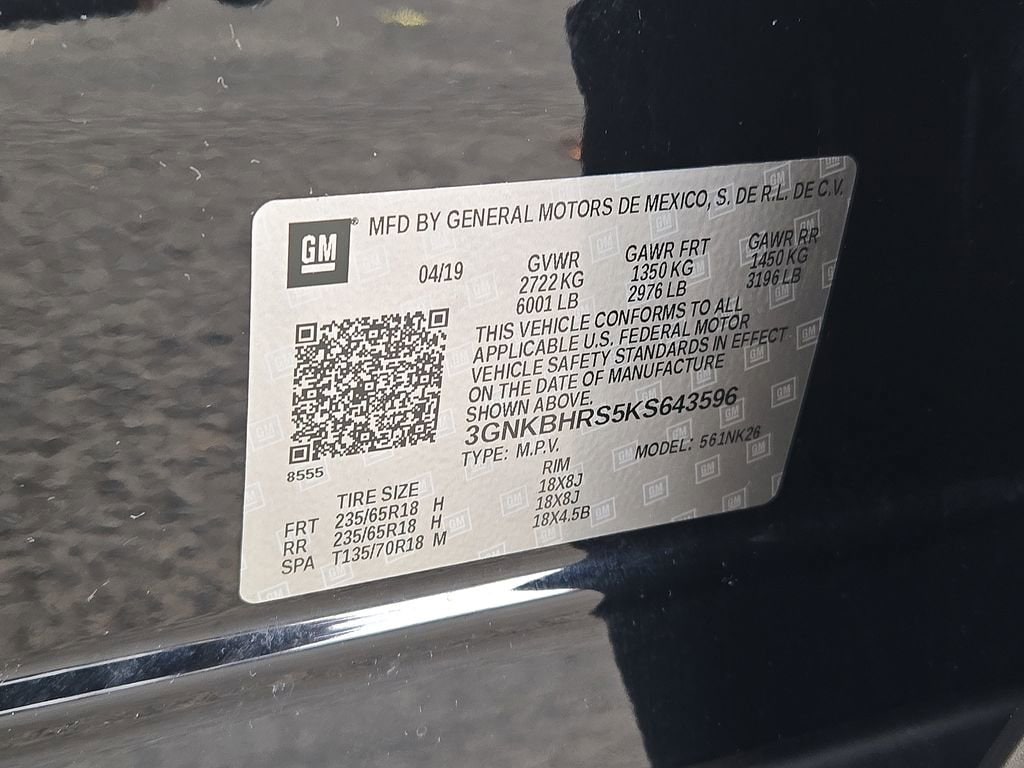 GM
MFD BY GENERAL MOTORS DE MEXICO, S. DE R.L. DE C.V.
04/19
GVWR
2722 KG
6001 LB
GAWR FRT
1350 KG
2976 LB
GAWR RR
1450 KG
3196 LB
THIS VEHICLE CONFORMS TO ALL
APPLICABLE U.S. FEDERAL MOTOR
VEHICLE SAFETY STANDARDS IN EFFECT
ON THE DATE OF MANUFACTURE
SHOWN ABOVE.
3GNKBHRS5KS643596
TYPE: M.P.V. MODEL: 561NK26
8555
TIRE SIZE RIM
FRT 235/65R18 H 18X8J
RR 235/65R18 H 18X8J
SPA T135/70R18 M 18X4.5B